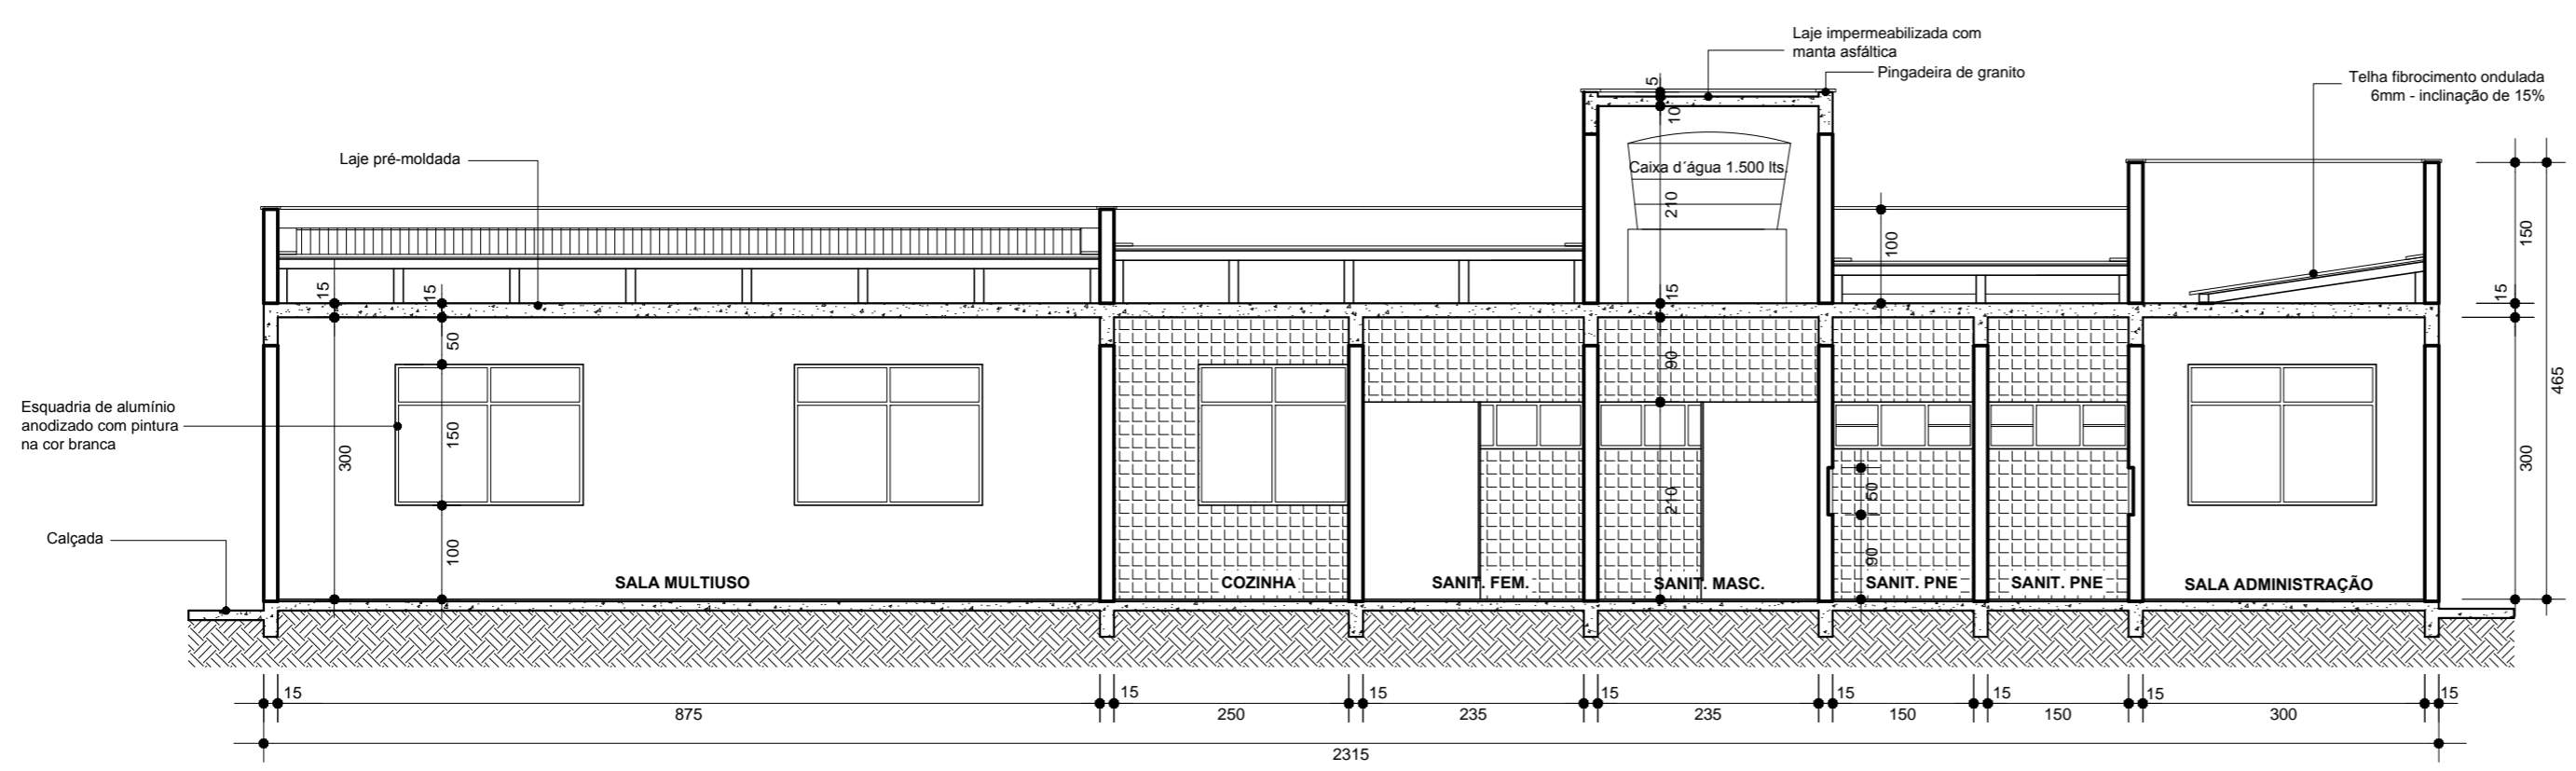 Laje impermeabilizada com
manta asfáltica
Pingadeira de granito
Telha fibrocimento ondulada
6mm - inclinação de 15%
5
10
Laje pré-moldada
Caixa d´água 1.500 lts.
210
100
150
15
15
15
15
50
90
465
Esquadria de alumínio
anodizado com pintura
na cor branca
300
150
210
50
300
Calçada
100
90
SALA MULTIUSO
COZINHA
SANIT. FEM.
SANIT. MASC.
SANIT. PNE
SANIT. PNE
SALA ADMINISTRAÇÃO
15
15
15
15
15
15
15
15
875
250
235
235
150
150
300
2315